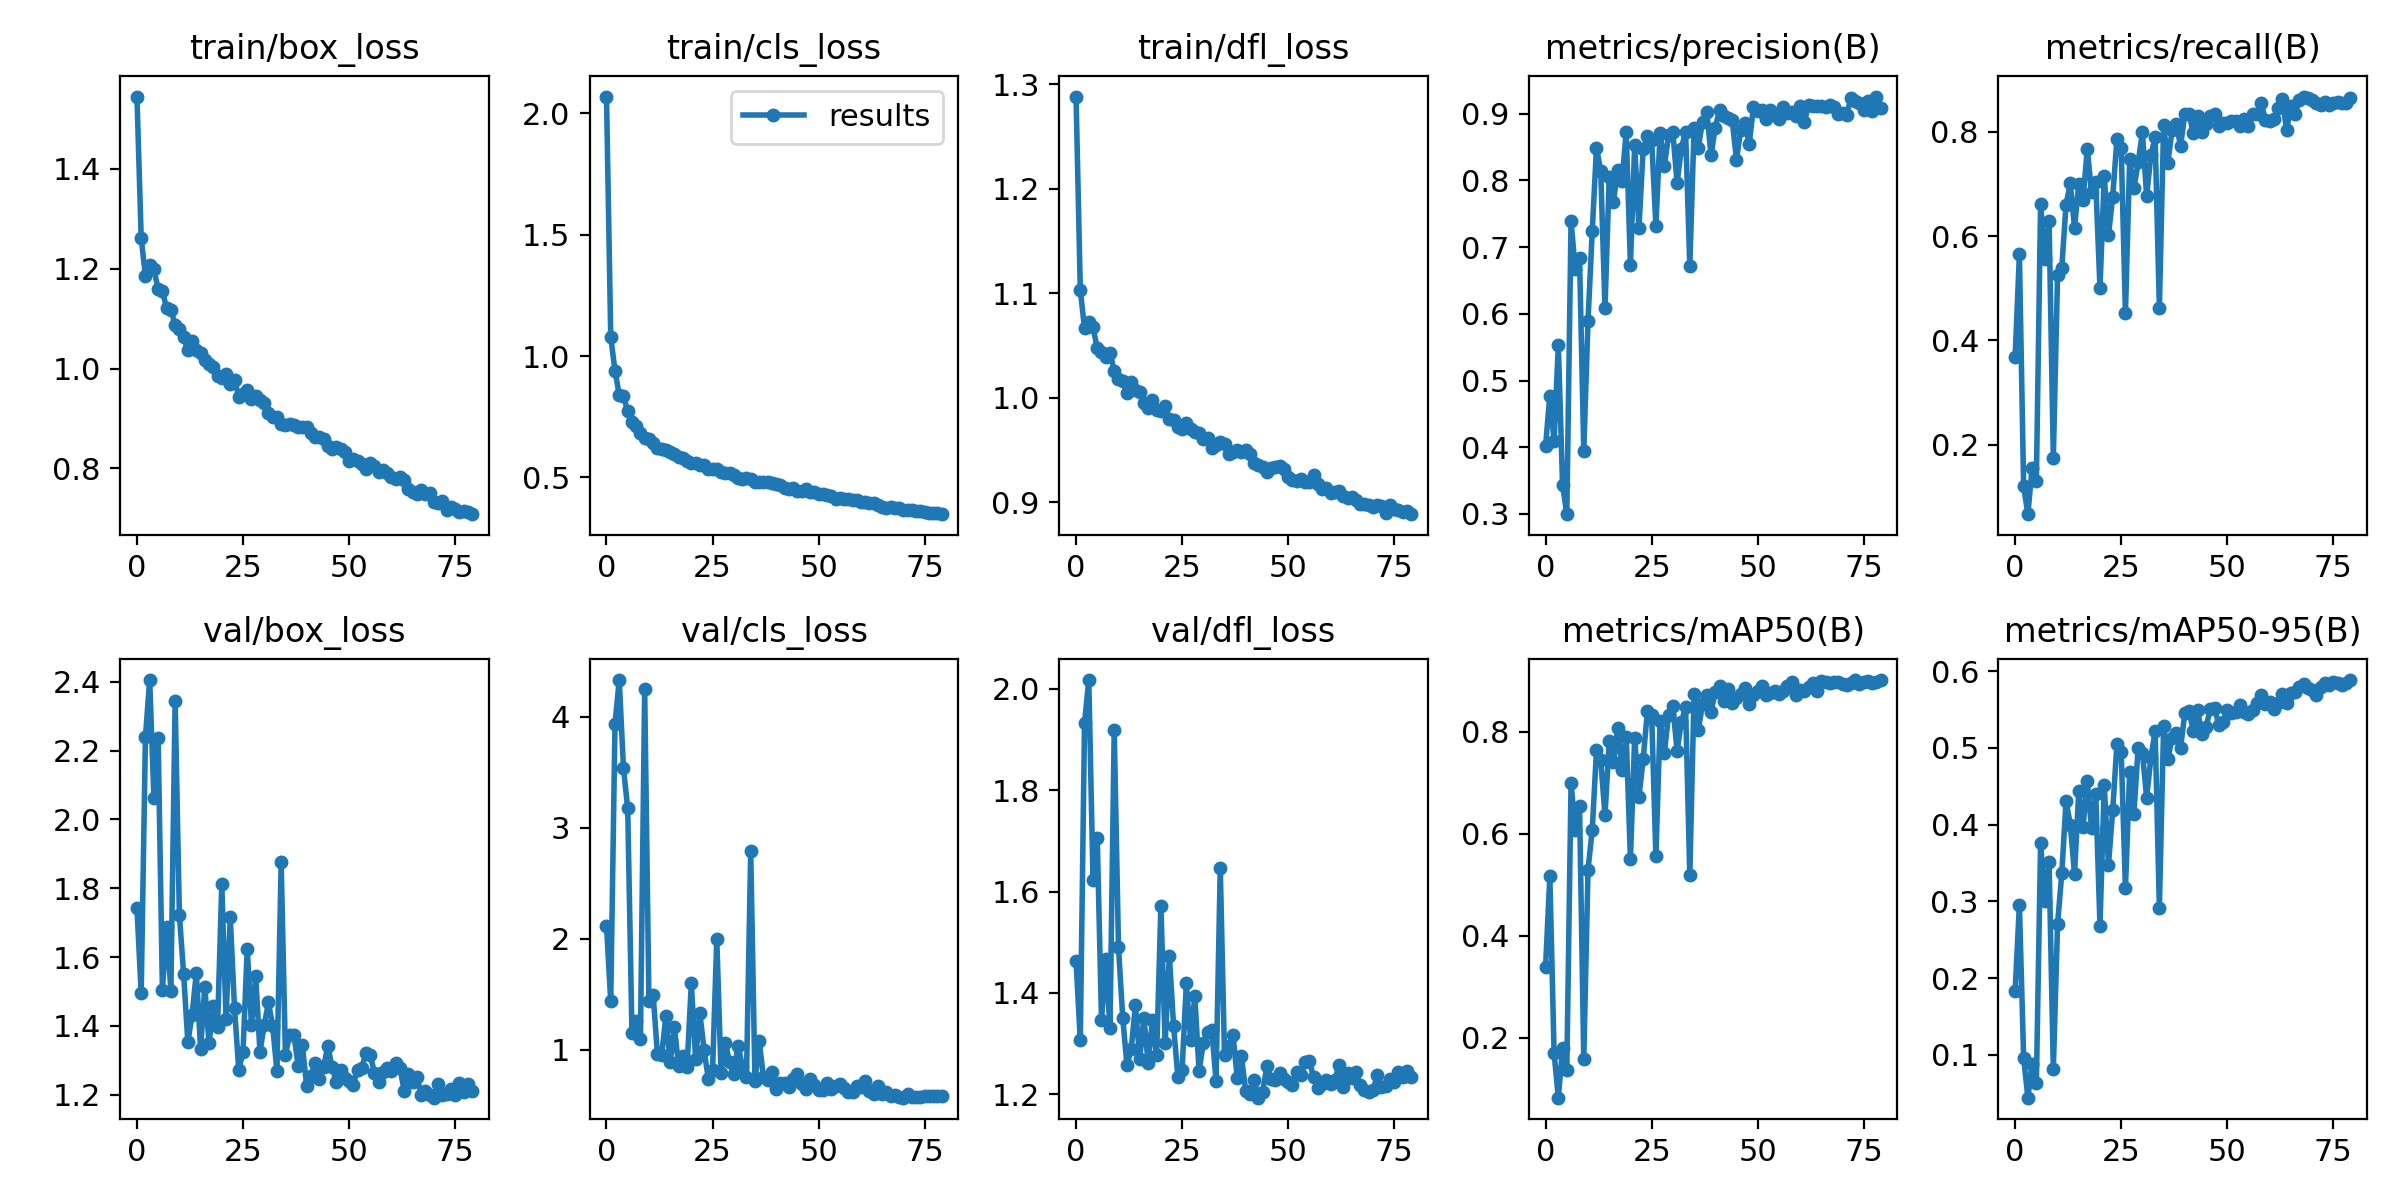 train/box_loss
1.4
1.2
1.0
0.8
0 25 50 75
train/cls_loss
results
2.0
1.5
1.0
0.5
0 25 50 75
train/dfl_loss
1.3
1.2
1.1
1.0
0.9
0 25 50 75
metrics/precision(B)
0.9
0.8
0.7
0.6
0.5
0.4
0.3
0 25 50 75
metrics/recall(B)
0.8
0.6
0.4
0.2
0 25 50 75
val/box_loss
2.4
2.2
2.0
1.8
1.6
1.4
1.2
0 25 50 75
val/cls_loss
4
3
2
1
0 25 50 75
val/dfl_loss
2.0
1.8
1.6
1.4
1.2
0 25 50 75
metrics/mAP50(B)
0.8
0.6
0.4
0.2
0 25 50 75
metrics/mAP50-95(B)
0.6
0.5
0.4
0.3
0.2
0.1
0 25 50 75